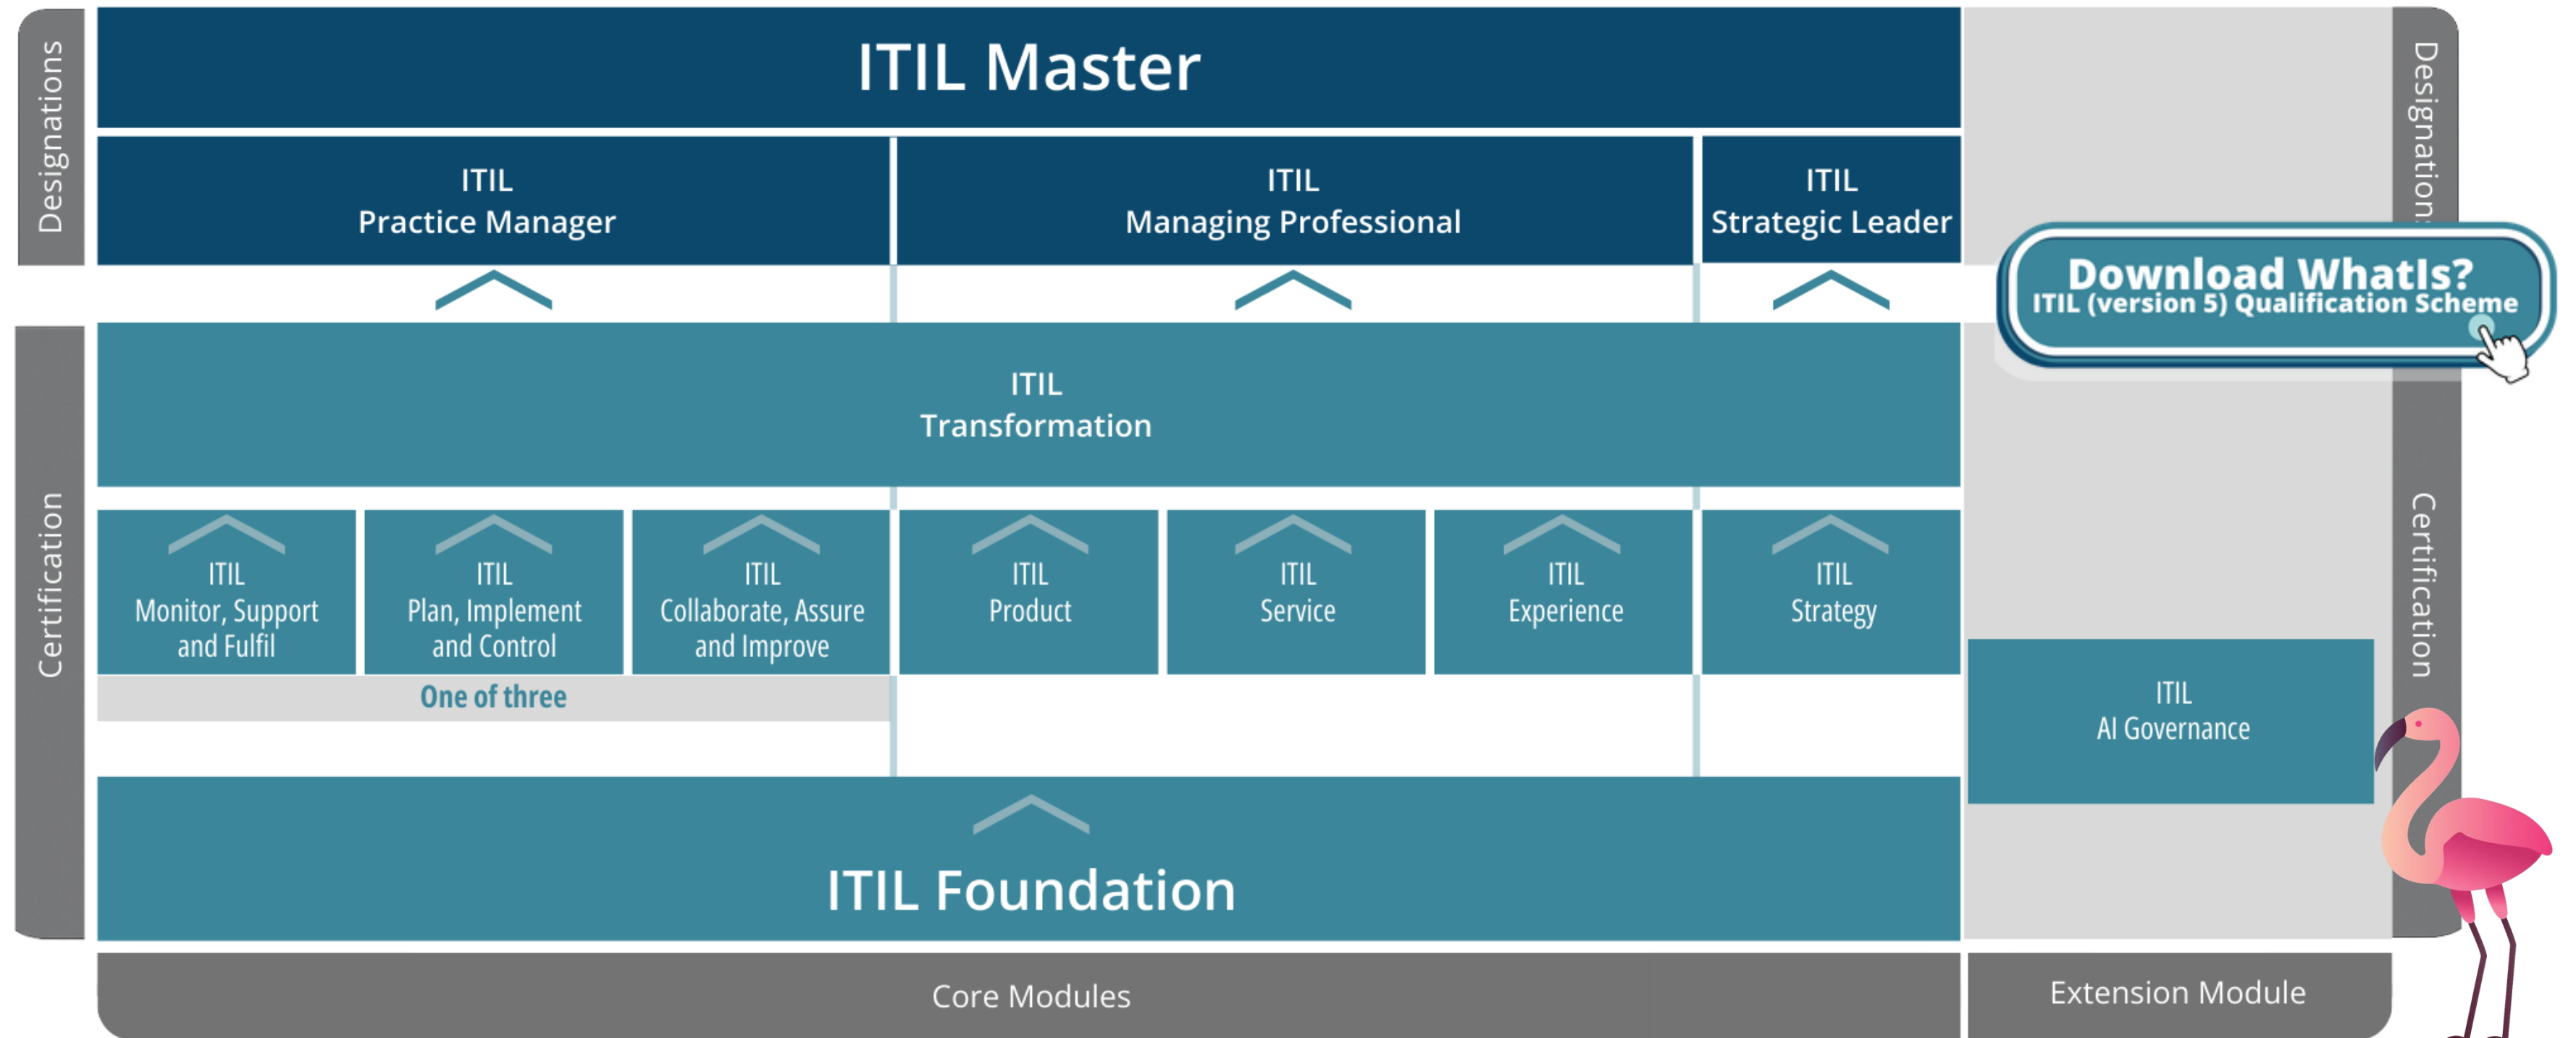 Designations
ITIL Master
Designation
ITIL
Practice Manager
ITIL
Managing Professional
ITIL
Strategic Leader
Download WhatIs?
ITIL (version 5) Qualification Scheme
Certification
ITIL
Transformation
Certification
ITIL
Monitor, Support
and Fulfil
ITIL
Plan, Implement
and Control
ITIL
Collaborate, Assure
and Improve
ITIL
Product
ITIL
Service
ITIL
Experience
ITIL
Strategy
One of three
ITIL
AI Governance
ITIL Foundation
Core Modules
Extension Module